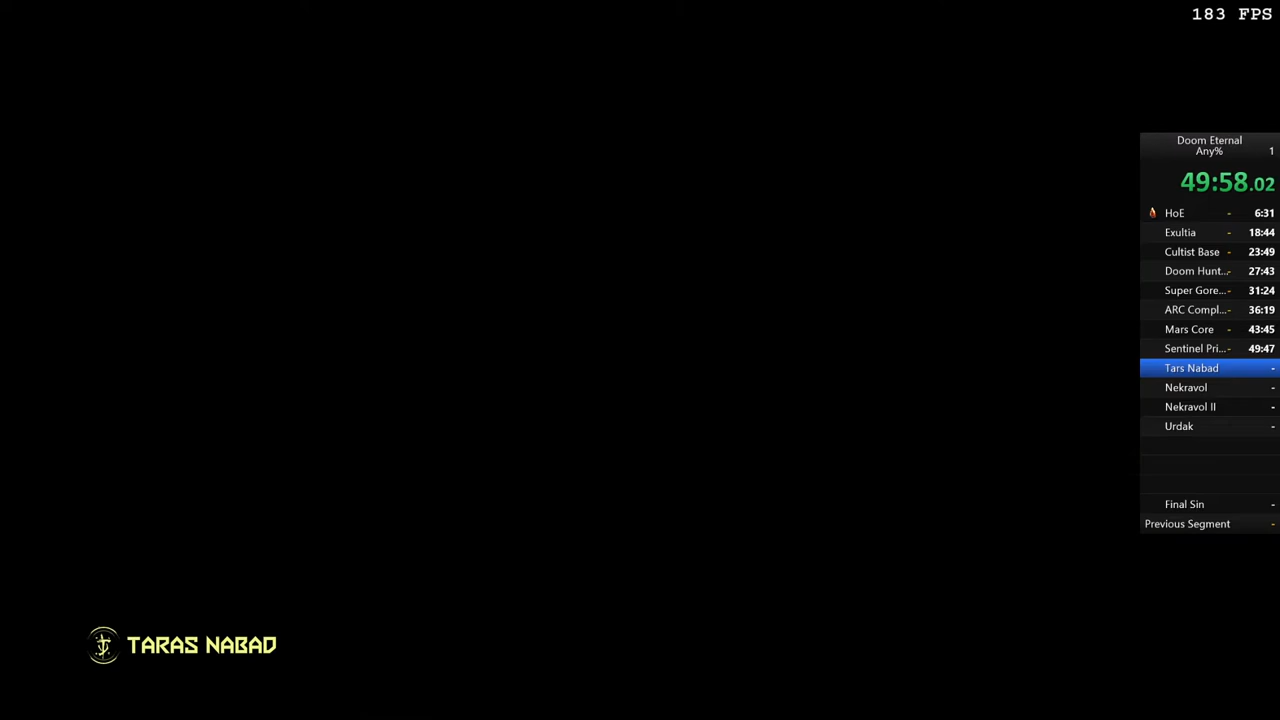 183 FPS
Doom Eternal
Any% 1
49:58.02
HoE - 6:31
Exultia - 18:44
Cultist Base - 23:49
Doom Hunt...- 27:43
Super Gore...- 31:24
ARC Compl...- 36:19
Mars Core - 43:45
Sentinel Pri...- 49:47
Tars Nabad -
Nekravol -
Nekravol II -
Urdak -
Final Sin -
Previous Segment -
TARAS NABAD